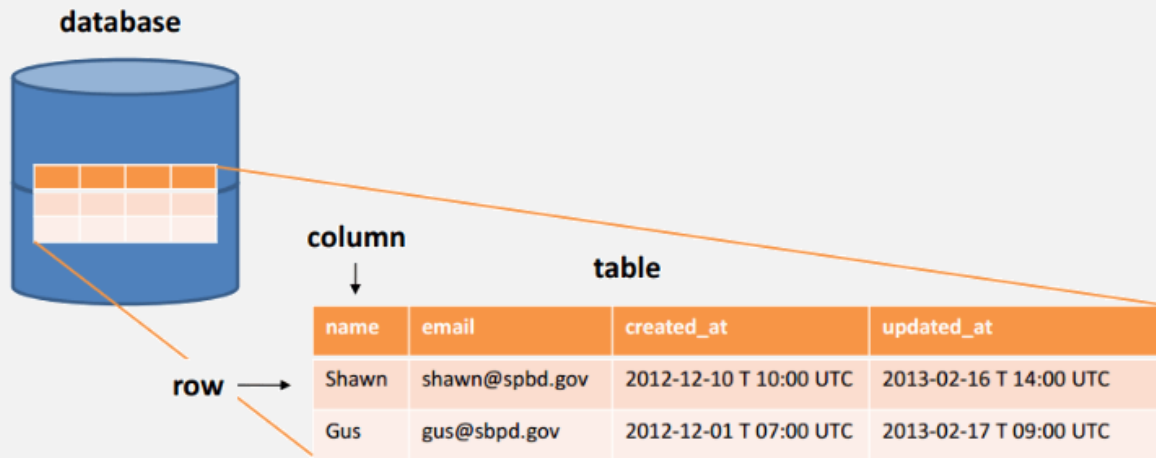 database
column
table
name email created_at updated_at
row
Shawn shawn@spbd.gov 2012-12-10 T 10:00 UTC 2013-02-16 T 14:00 UTC
Gus gus@sbpd.gov 2012-12-01 T 07:00 UTC 2013-02-17 T 09:00 UTC